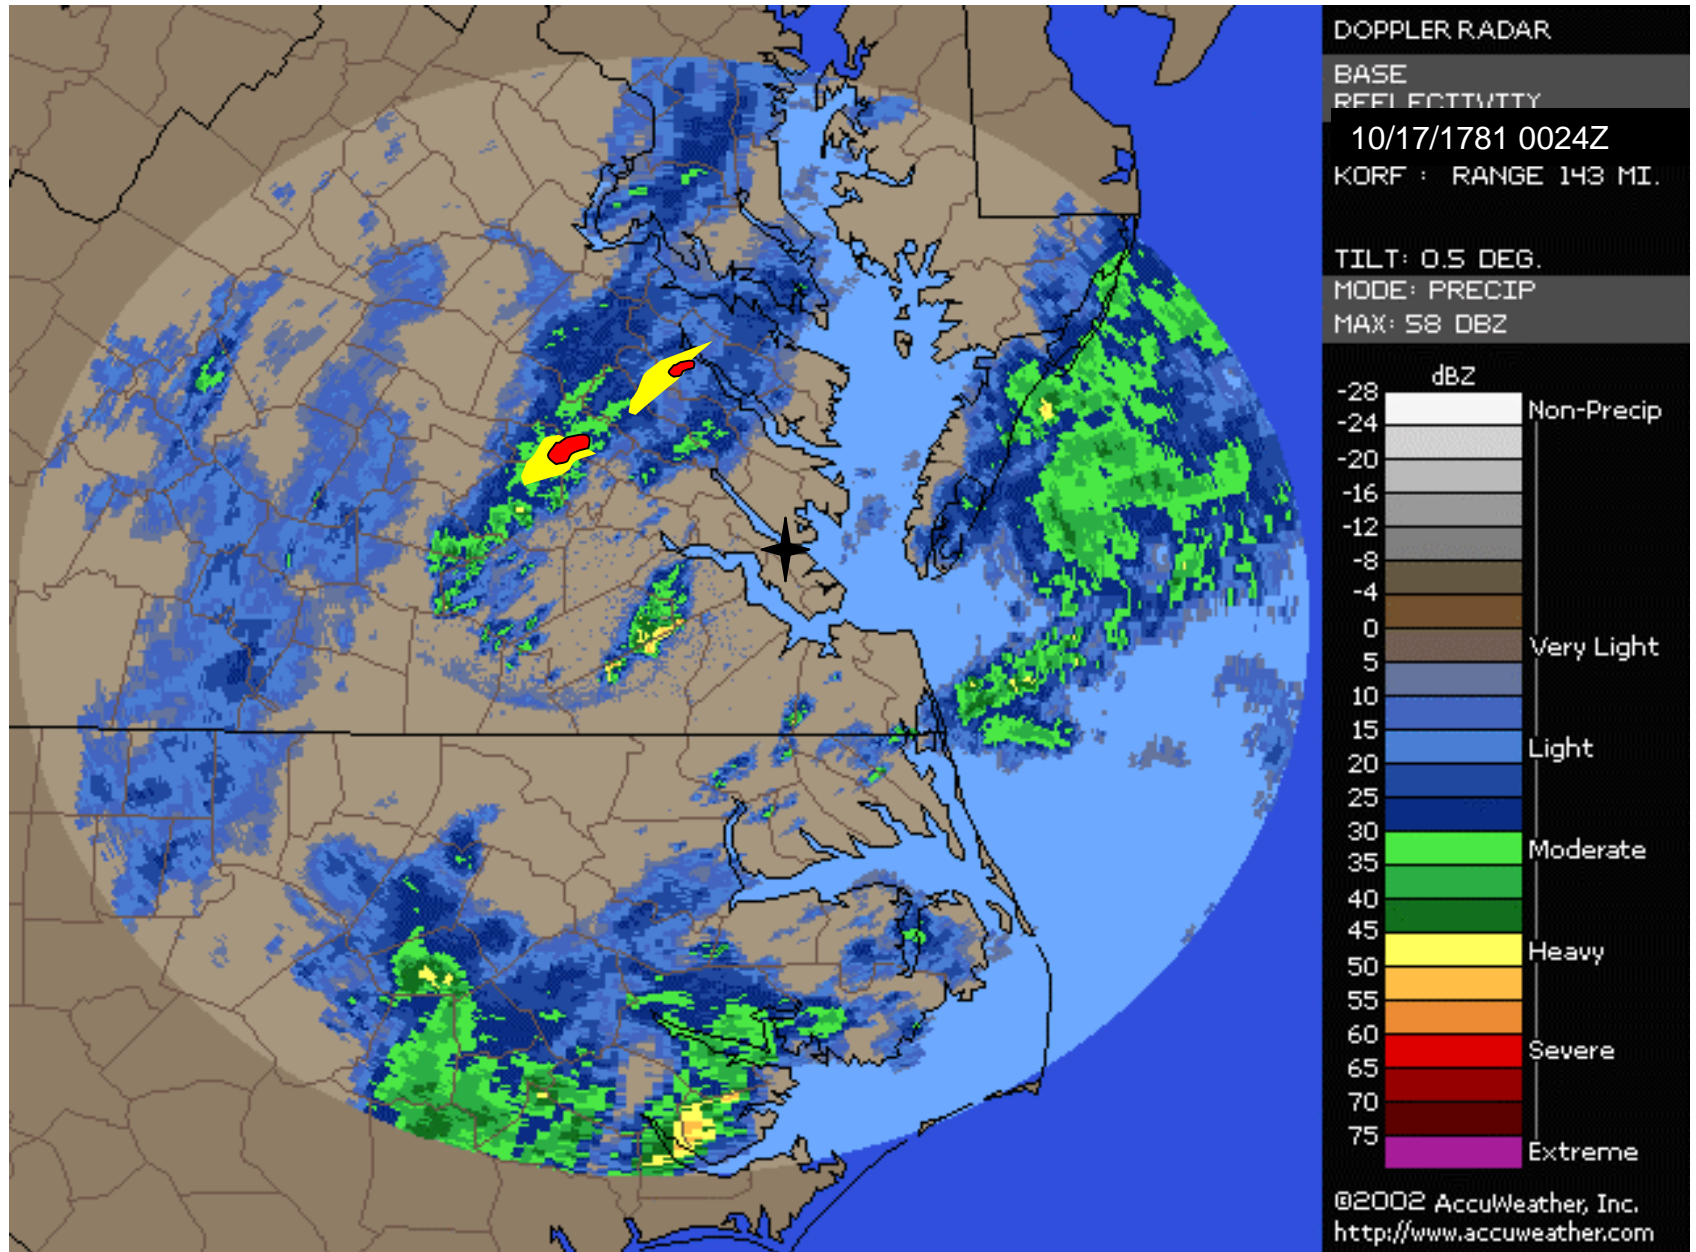 DOPPLER RADAR
BASE
REFLECTIVITY
10/17/1781 0024Z
KORF : RANGE 143 MI.
TILT: 0.5 DEG.
MODE: PRECIP
MAX: 58 DBZ
dBZ
-28
Non-Precip
-24
-20
-16
-12
-8
-4
0
Very Light
5
10
15
Light
20
25
30
Moderate
35
40
45
Heavy
50
55
60
Severe
65
70
75
Extreme
©2002 AccuWeather, Inc.
http://www.accuweather.com